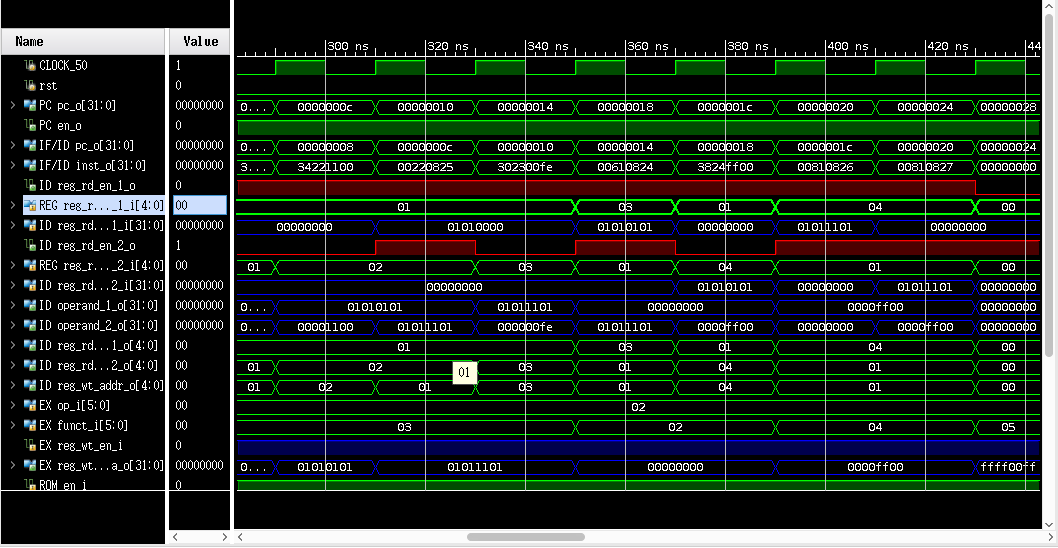 Name Value 300 ns 320 ns 340 ns 360 ns 380 ns 400 ns 420 ns 44
CLOCK_50 1
rst 0
PC pc_o[31:0] 00000000 0... 0000000c 00000010 00000014 00000018 0000001c 00000020 00000024 00000028
PC en_o 0
IF/ID pc_o[31:0] 00000000 0... 00000008 0000000c 00000010 00000014 00000018 0000001c 00000020 00000024
IF/ID inst_o[31:0] 00000000 3... 34221100 00220825 302300fe 00610824 3824ff00 00810826 00810827 00000000
ID reg_rd_en_1_o 0
REG reg_r..._1_i[4:0] 00 01 03 01 04 00
ID reg_rd...1_i[31:0] 00000000 00000000 01010000 01010101 00000000 01011101 00000000
ID reg_rd_en_2_o 1
REG reg_r..._2_i[4:0] 00 01 02 03 01 04 01 00
ID reg_rd...2_i[31:0] 00000000 00000000 01010101 00000000 01011101 00000000
ID operand_1_o[31:0] 00000000 0... 01010101 01011101 00000000 0000ff00 00000000
ID operand_2_o[31:0] 00000000 0... 00001100 01011101 000000fe 01011101 0000ff00 00000000 0000ff00 00000000
ID reg_rd...1_o[4:0] 00 01 03 01 04 00
ID reg_rd...2_o[4:0] 00 01 02 01 03 01 04 01 00
ID reg_wt_addr_o[4:0] 00 01 02 01 03 01 04 01 00
EX op_i[5:0] 00 02
EX funct_i[5:0] 00 03 02 04 05
EX reg_wt_en_i 0
EX reg_wt...a_o[31:0] 00000000 0... 01010101 01011101 00000000 0000ff00 ffff00ff
ROM en_i 0